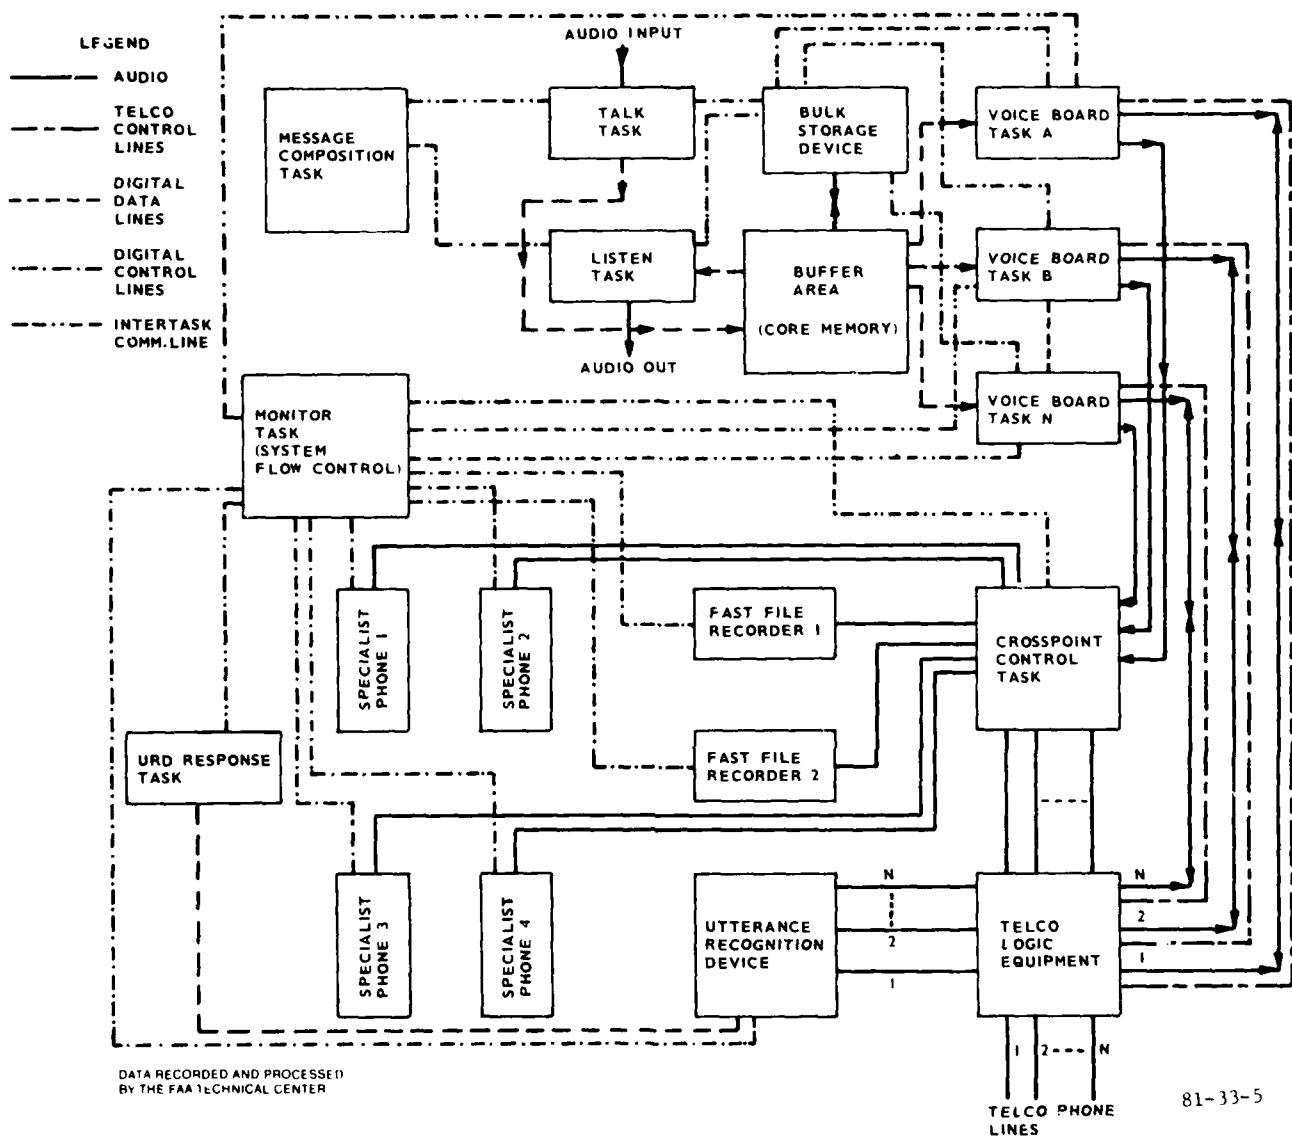 LEGEND
AUDIO
TELCO
CONTROL
LINES
DIGITAL
DATA
LINES
DIGITAL
CONTROL
LINES
INTERTASK
COMM.LINE
AUDIO INPUT
MESSAGE
COMPOSITION
TASK
TALK
TASK
BULK
STORAGE
DEVICE
VOICE BOARD
TASK A
LISTEN
TASK
BUFFER
AREA
(CORE MEMORY)
VOICE BOARD
TASK B
AUDIO OUT
VOICE BOARD
TASK N
MONITOR
TASK
(SYSTEM
FLOW CONTROL)
SPECIALIST
PHONE 1
SPECIALIST
PHONE 2
FAST FILE
RECORDER 1
CROSSPOINT
CONTROL
TASK
URD RESPONSE
TASK
FAST FILE
RECORDER 2
SPECIALIST
PHONE 3
SPECIALIST
PHONE 4
UTTERANCE
RECOGNITION
DEVICE
N
2
1
TELCO
LOGIC
EQUIPMENT
N
2
1
1 2 N
TELCO PHONE
LINES
DATA RECORDED AND PROCESSED
BY THE FAA TECHNICAL CENTER
81-33-5